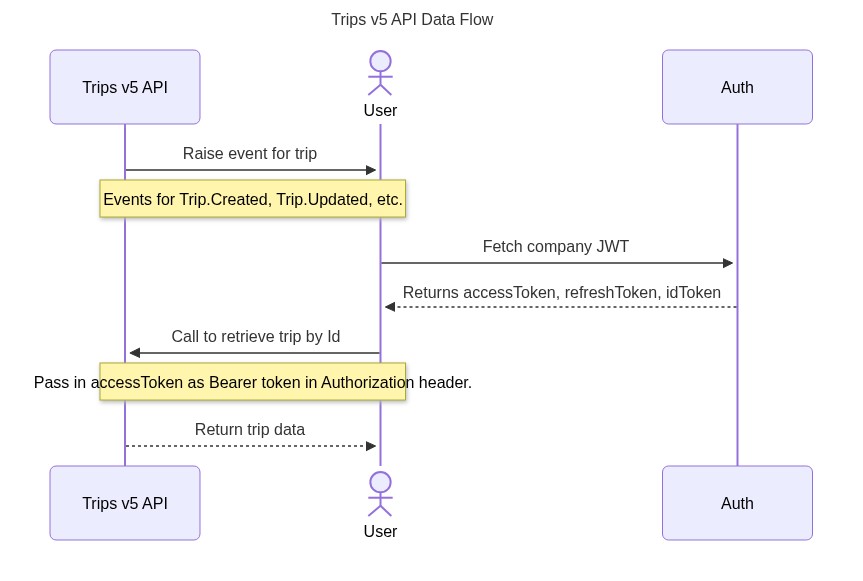 Trips v5 API Data Flow
Trips v5 API
User
Auth
Raise event for trip
Events for Trip.Created, Trip.Updated, etc.
Fetch company JWT
Returns accessToken, refreshToken, idToken
Call to retrieve trip by Id
Pass in accessToken as Bearer token in Authorization header.
Return trip data
Trips v5 API
User
Auth